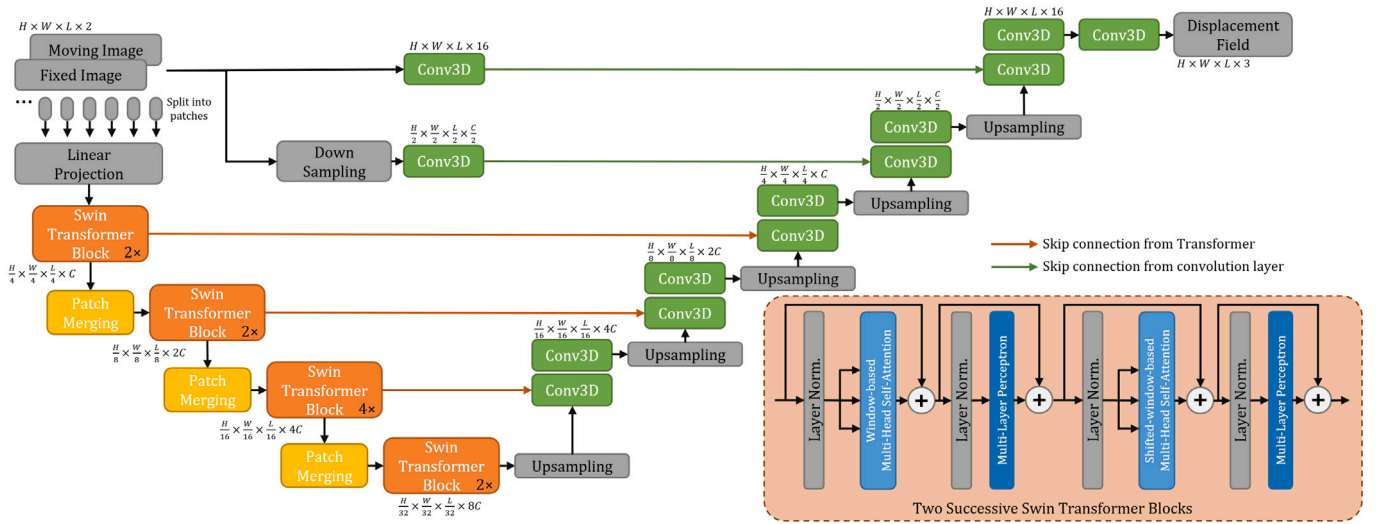 H × W × L × 2
Moving Image
Fixed Image
...
Split into
patches
Linear
Projection
Swin
Transformer
Block 2×
H/4 × W/4 × L/4 × C
Patch
Merging
Swin
Transformer
Block 2×
H/8 × W/8 × L/8 × 2C
Patch
Merging
Swin
Transformer
Block 4×
H/16 × W/16 × L/16 × 4C
Patch
Merging
Swin
Transformer
Block 2×
H/32 × W/32 × L/32 × 8C
Upsampling
H × W × L × 16
Conv3D
Down
Sampling
H/2 × W/2 × L/2 × C/2
Conv3D
H/16 × W/16 × L/16 × 4C
Conv3D
Conv3D
Upsampling
H/8 × W/8 × L/8 × 2C
Conv3D
Conv3D
Upsampling
H/4 × W/4 × L/4 × C
Conv3D
Conv3D
Upsampling
H/2 × W/2 × L/2 × C/2
Conv3D
Conv3D
Upsampling
H × W × L × 16
Conv3D
Conv3D
Conv3D
Displacement
Field
H × W × L × 3
Skip connection from Transformer
Skip connection from convolution layer
Layer Norm.
Window-based
Multi-Head Self-Attention
+
Layer Norm.
Multi-Layer Perceptron
+
Layer Norm.
Shifted-window-based
Multi-Head Self-Attention
+
Layer Norm.
Multi-Layer Perceptron
+
Two Successive Swin Transformer Blocks